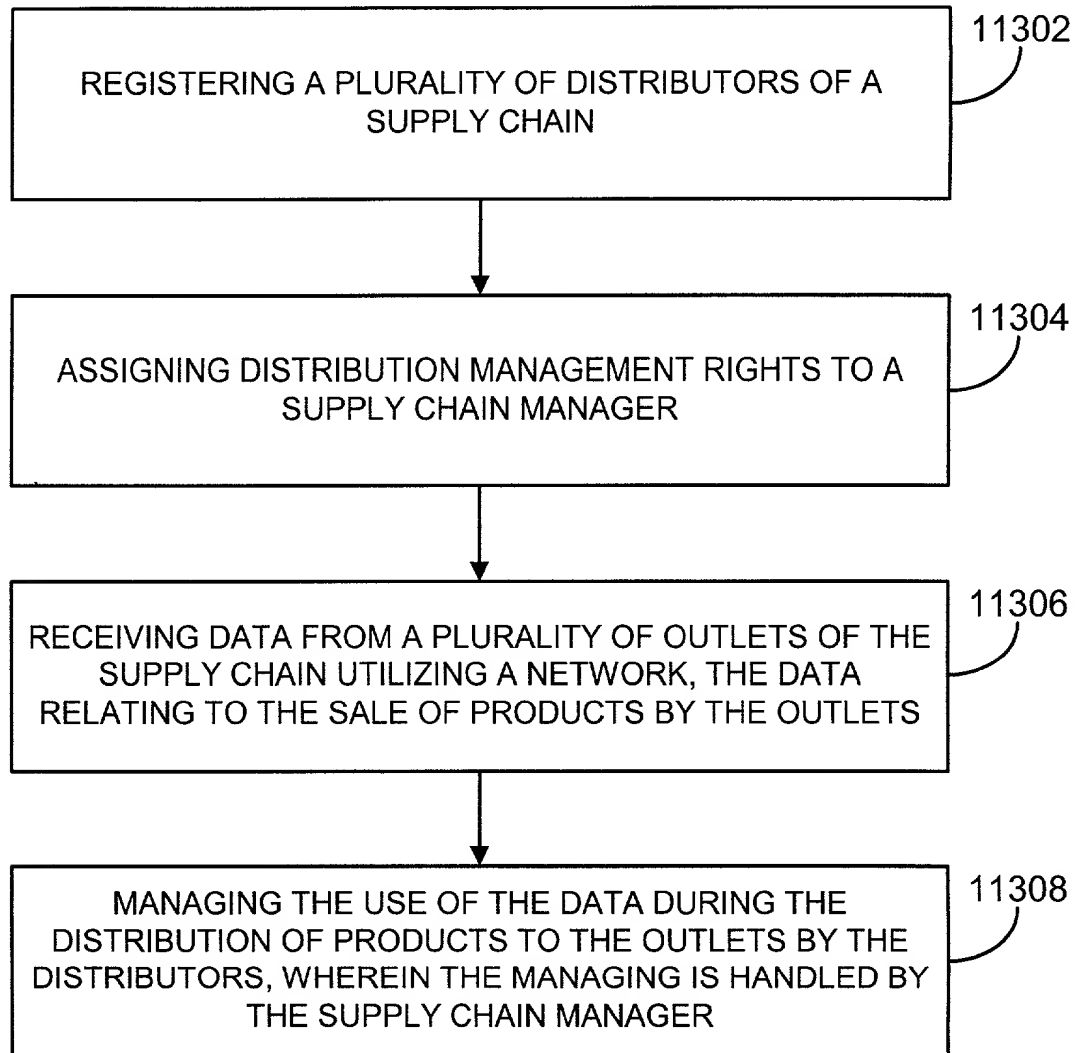 11302
REGISTERING A PLURALITY OF DISTRIBUTORS OF A
SUPPLY CHAIN
11304
ASSIGNING DISTRIBUTION MANAGEMENT RIGHTS TO A
SUPPLY CHAIN MANAGER
11306
RECEIVING DATA FROM A PLURALITY OF OUTLETS OF THE
SUPPLY CHAIN UTILIZING A NETWORK, THE DATA
RELATING TO THE SALE OF PRODUCTS BY THE OUTLETS
11308
MANAGING THE USE OF THE DATA DURING THE
DISTRIBUTION OF PRODUCTS TO THE OUTLETS BY THE
DISTRIBUTORS, WHEREIN THE MANAGING IS HANDLED BY
THE SUPPLY CHAIN MANAGER